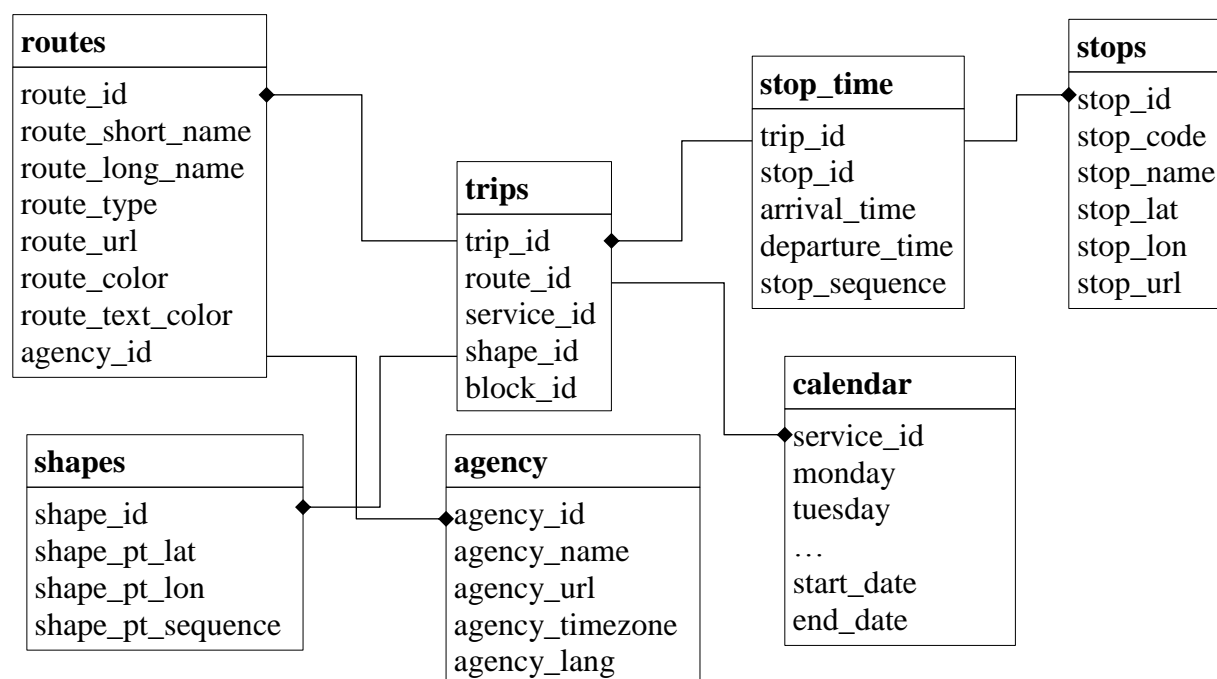 routes
route_id
route_short_name
route_long_name
route_type
route_url
route_color
route_text_color
agency_id
trips
trip_id
route_id
service_id
shape_id
block_id
stop_time
trip_id
stop_id
arrival_time
departure_time
stop_sequence
stops
stop_id
stop_code
stop_name
stop_lat
stop_lon
stop_url
shapes
shape_id
shape_pt_lat
shape_pt_lon
shape_pt_sequence
agency
agency_id
agency_name
agency_url
agency_timezone
agency_lang
calendar
service_id
monday
tuesday
…
start_date
end_date